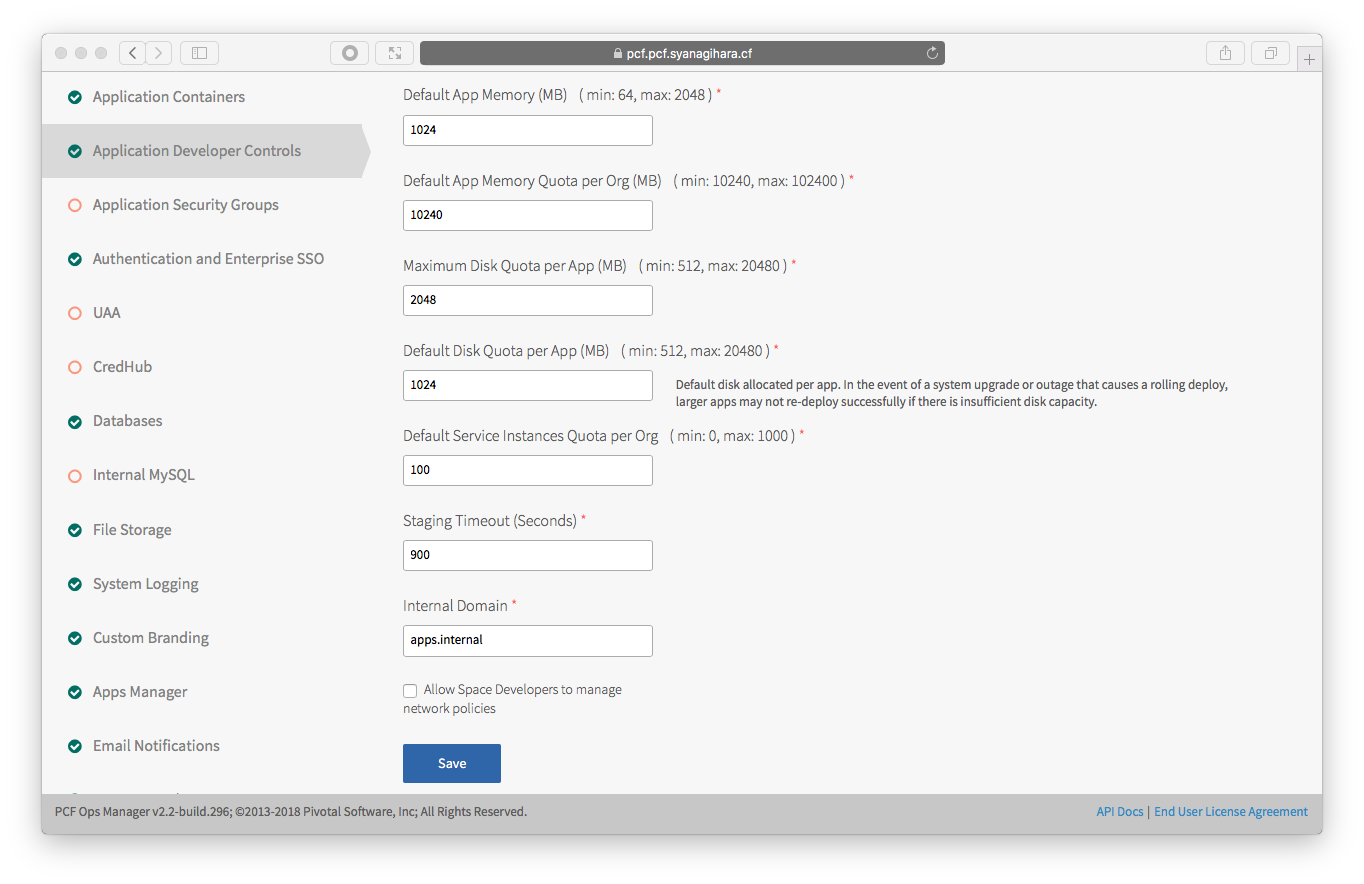 pcf.pcf.syanagihara.cf
Application Containers
Application Developer Controls
Application Security Groups
Authentication and Enterprise SSO
UAA
CredHub
Databases
Internal MySQL
File Storage
System Logging
Custom Branding
Apps Manager
Email Notifications
Default App Memory (MB) ( min: 64, max: 2048 ) *
1024
Default App Memory Quota per Org (MB) ( min: 10240, max: 102400 ) *
10240
Maximum Disk Quota per App (MB) ( min: 512, max: 20480 ) *
2048
Default Disk Quota per App (MB) ( min: 512, max: 20480 ) *
1024
Default disk allocated per app. In the event of a system upgrade or outage that causes a rolling deploy,
larger apps may not re-deploy successfully if there is insufficient disk capacity.
Default Service Instances Quota per Org ( min: 0, max: 1000 ) *
100
Staging Timeout (Seconds) *
900
Internal Domain *
apps.internal
Allow Space Developers to manage
network policies
Save
PCF Ops Manager v2.2-build.296; ©2013-2018 Pivotal Software, Inc; All Rights Reserved.
API Docs | End User License Agreement